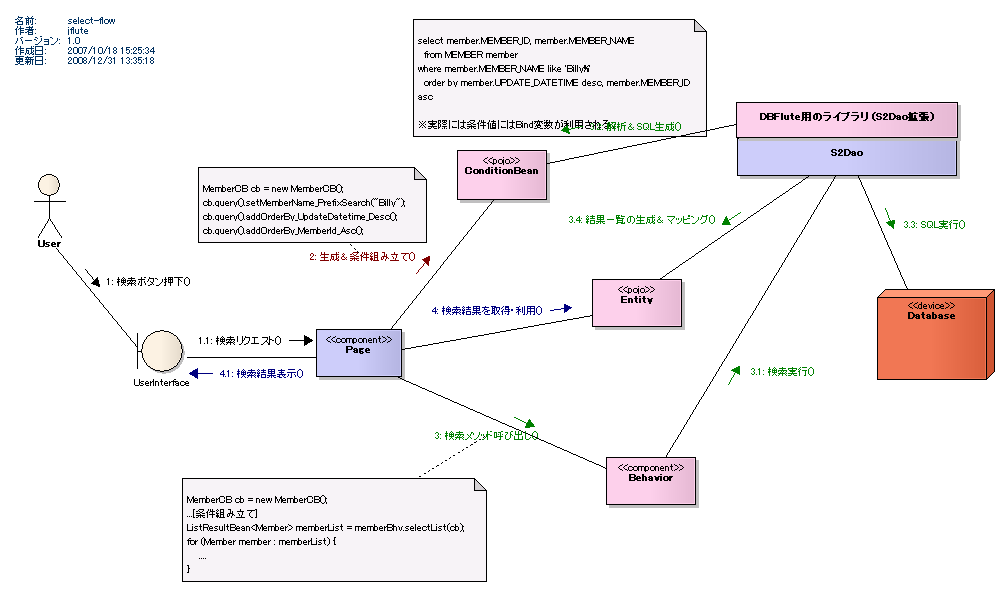 名前: select-flow
作者: jflute
バージョン: 1.0
作成日: 2007/10/18 15:25:34
更新日: 2008/12/31 13:35:18
select member.MEMBER_ID, member.MEMBER_NAME
from MEMBER member
where member.MEMBER_NAME like 'Billy%'
order by member.UPDATE_DATETIME desc, member.MEMBER_ID
asc
※実際には条件値にはBind変数が利用される。
解析＆SQL生成()
DBFlute用のライブラリ(S2Dao拡張)
S2Dao
<<pojo>>
ConditionBean
MemberCB cb = new MemberCB();
cb.query().setMemberName_PrefixSearch("Billy");
cb.query().addOrderBy_UpdateDatetime_Desc();
cb.query().addOrderBy_MemberId_Asc();
2: 生成＆条件組み立て()
User
3.4: 結果一覧の生成＆マッピング()
3.3: SQL実行()
1: 検索ボタン押下()
<<pojo>>
Entity
4: 検索結果を取得・利用()
<<device>>
Database
1.1: 検索リクエスト()
<<component>>
Page
4.1: 検索結果表示()
UserInterface
3.1: 検索実行()
3: 検索メソッド呼び出し()
<<component>>
Behavior
MemberCB cb = new MemberCB();
...[条件組み立て]
ListResultBean<Member> memberList = memberBhv.selectList(cb);
for (Member member : memberList) {
....
}